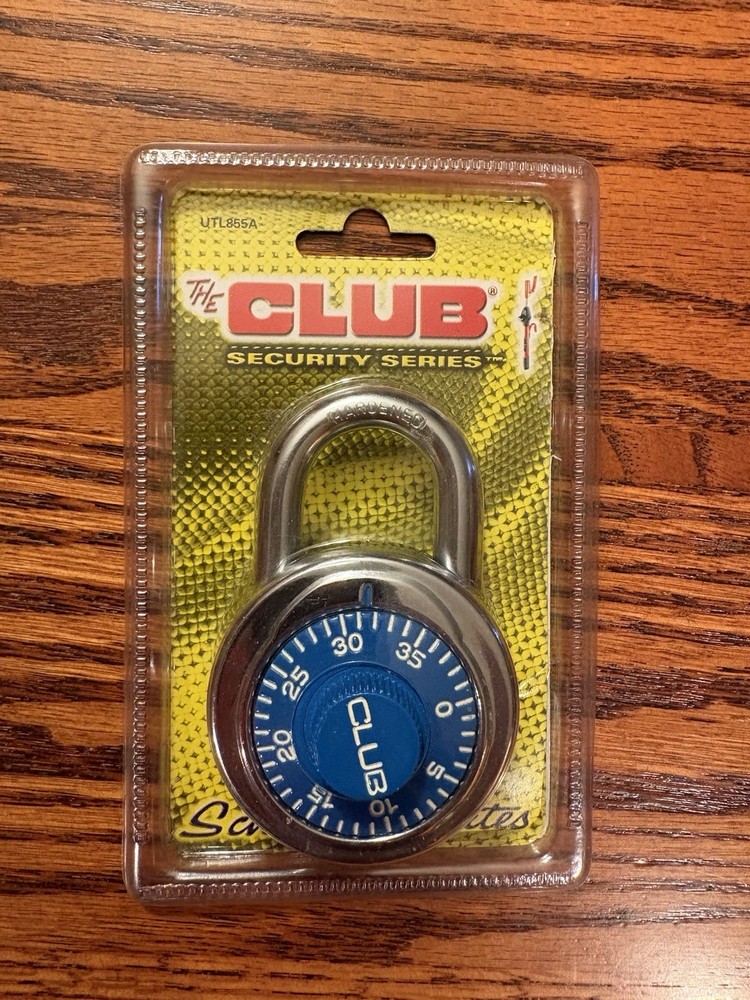 UTL855A
THE CLUB®
SECURITY SERIES™
HARDENED
30
35
25
0
20
CLUB
5
15
10